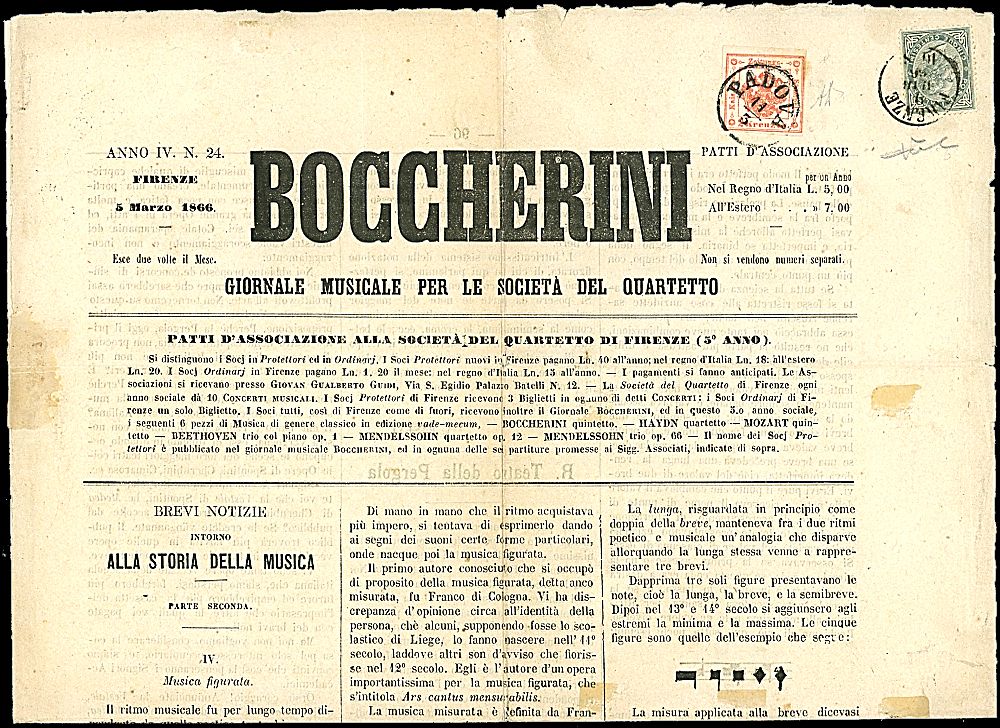 PADOVA
11
3
FIRENZE
ANNO IV. N. 24.
FIRENZE
5 Marzo 1866.
Esce due volte il Mese.
BOCCHERINI
PATTI D'ASSOCIAZIONE
per un Anno
Nel Regno d'Italia L. 5, 00
All'Estero . . » 7, 00
Non si vendono numeri separati.
GIORNALE MUSICALE PER LE SOCIETÀ DEL QUARTETTO
PATTI D'ASSOCIAZIONE ALLA SOCIETÀ DEL QUARTETTO DI FIRENZE (5º ANNO).
Si distinguono i Socj in Protettori ed in Ordinarj. I Soci Protettori nuovi in Firenze pagano Ln. 40 all'anno; nel regno d'Italia Ln. 18: all'estero
Ln. 20. I Socj Ordinarj in Firenze pagano Ln. 1. 20 il mese: nel regno d'Italia Ln. 15 all'anno. — I pagamenti si fanno anticipati. Le As-
sociazioni si ricevano presso GIOVAN GUALBERTO GUIDI, Via S. Egidio Palazzo Batelli N. 12. — La Società del Quartetto di Firenze ogni
anno sociale dà 10 CONCERTI MUSICALI. I Socj Protettori di Firenze ricevono 3 Biglietti in ognuno di detti CONCERTI: i Socj Ordinarj di Fi-
renze un solo Biglietto. I Soci tutti, così di Firenze come di fuori, ricevono inoltre il Giornale BOCCHERINI, ed in questo 5.o anno sociale,
i seguenti 6 pezzi di Musica di genere classico in edizione vade-mecum, — BOCCHERINI quintetto. — HAYDN quartetto — MOZART quin-
tetto — BEETHOVEN trio col piano op. 1 — MENDELSSOHN quartetto op. 12 — MENDELSSOHN trio op. 66 — Il nome dei Socj Pro-
tettori è pubblicato nel giornale musicale BOCCHERINI, ed in ognuna delle sei partiture promesse ai Sigg. Associati, indicate di sopra.
BREVI NOTIZIE
INTORNO
ALLA STORIA DELLA MUSICA
PARTE SECONDA.
IV.
Musica figurata.
Il ritmo musicale fu per lungo tempo di-
Di mano in mano che il ritmo acquistava
più impero, si tentava di esprimerlo dando
ai segni dei suoni certe forme particolari,
onde nacque poi la musica figurata.
Il primo autore conosciuto che si occupò
di proposito della musica figurata, detta anco
misurata, fu Franco di Cologna. Vi ha di-
screpanza d'opinione circa all'identità della
persona, chè alcuni, supponendo fosse lo sco-
lastico di Liege, lo fanno nascere nell'11º
secolo, laddove altri son d'avviso che fioris-
se nel 12º secolo. Egli è l'autore d'un opera
importantissima per la musica figurata, che
s'intitola Ars cantus mensurabilis.
La musica misurata è definita da Fran-
La lunga, risguardata in principio come
doppia della breve, manteneva fra i due ritmi
poetico e musicale un'analogia che disparve
allorquando la lunga stessa venne a rappre-
sentare tre brevi.
Dapprima tre soli figure presentavano le
note, cioè la lunga, la breve, e la semibreve.
Dipoi nel 13º e 14º secolo si aggiunsero agli
estremi la minima e la massima. Le cinque
figure sono quelle dell'esempio che segue:
La misura applicata alla breve dicevasi